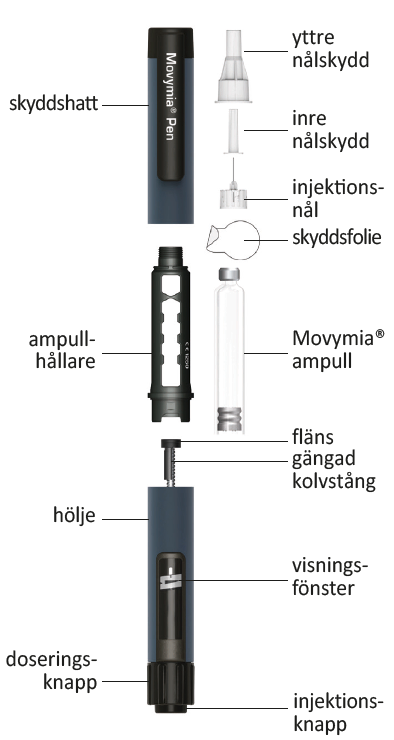 yttre
nålskydd
Movymia® Pen
skyddshatt
inre
nålskydd
injektions-
nål
skyddsfolie
ampull-
hållare
Movymia®
ampull
fläns
gängad
kolvstång
hölje
visnings-
fönster
doserings-
knapp
injektions-
knapp